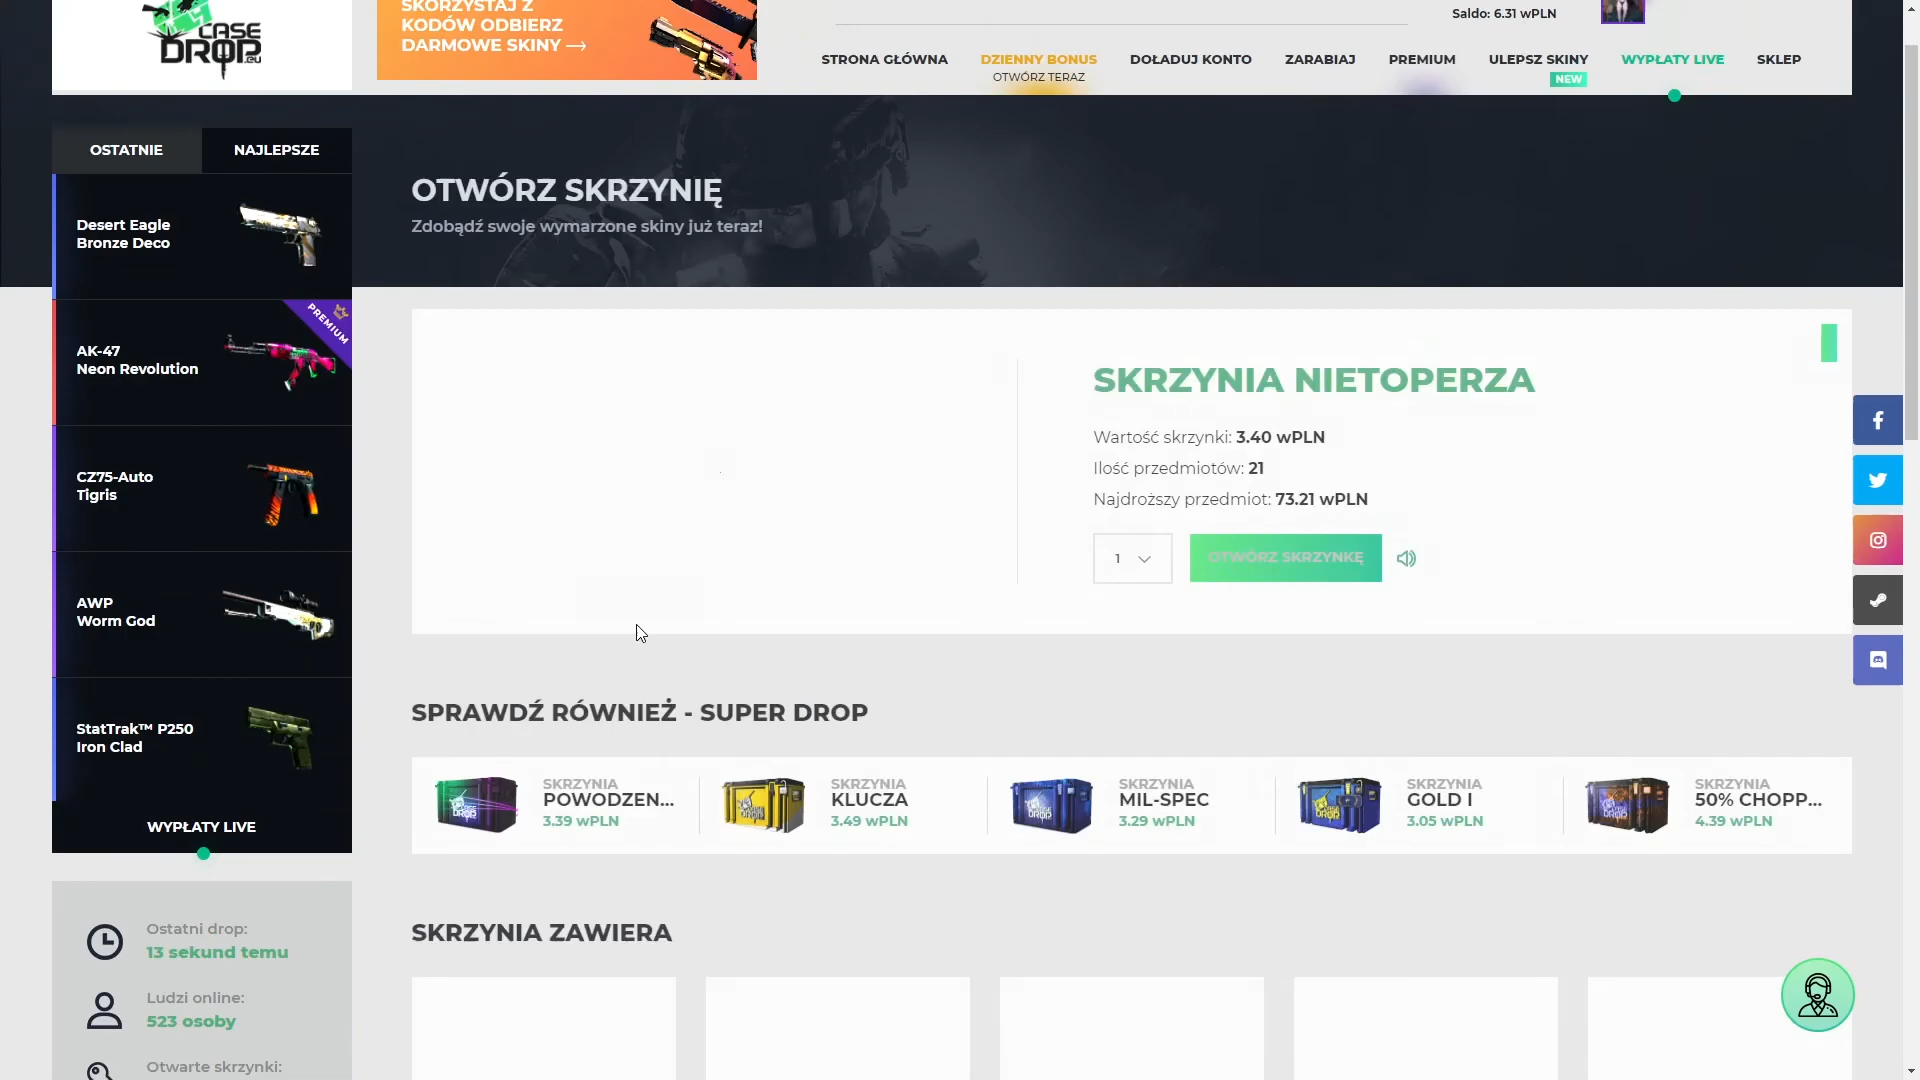 CASE
DROP.eu
SKORZYSTAJ Z
KODÓW ODBIERZ
DARMOWE SKINY
Saldo: 6.31 wPLN
STRONA GŁÓWNA
DZIENNY BONUS
OTWÓRZ TERAZ
DOŁADUJ KONTO
ZARABIAJ
PREMIUM
ULEPSZ SKINY
NEW
WYPŁATY LIVE
SKLEP
OSTATNIE
NAJLEPSZE
Desert Eagle
Bronze Deco
PREMIUM
AK-47
Neon Revolution
CZ75-Auto
Tigris
AWP
Worm God
StatTrak™ P250
Iron Clad
WYPŁATY LIVE
Ostatni drop:
13 sekund temu
Ludzi online:
523 osoby
Otwarte skrzynki:
OTWÓRZ SKRZYNIĘ
Zdobądź swoje wymarzone skiny już teraz!
SKRZYNIA NIETOPERZA
Wartość skrzynki: 3.40 wPLN
Ilość przedmiotów: 21
Najdroższy przedmiot: 73.21 wPLN
1
OTWÓRZ SKRZYNKĘ
SPRAWDŹ RÓWNIEŻ - SUPER DROP
SKRZYNIA
POWODZEN...
3.39 wPLN
SKRZYNIA
KLUCZA
3.49 wPLN
SKRZYNIA
MIL-SPEC
3.29 wPLN
SKRZYNIA
GOLD I
3.05 wPLN
SKRZYNIA
50% CHOPP...
4.39 wPLN
SKRZYNIA ZAWIERA